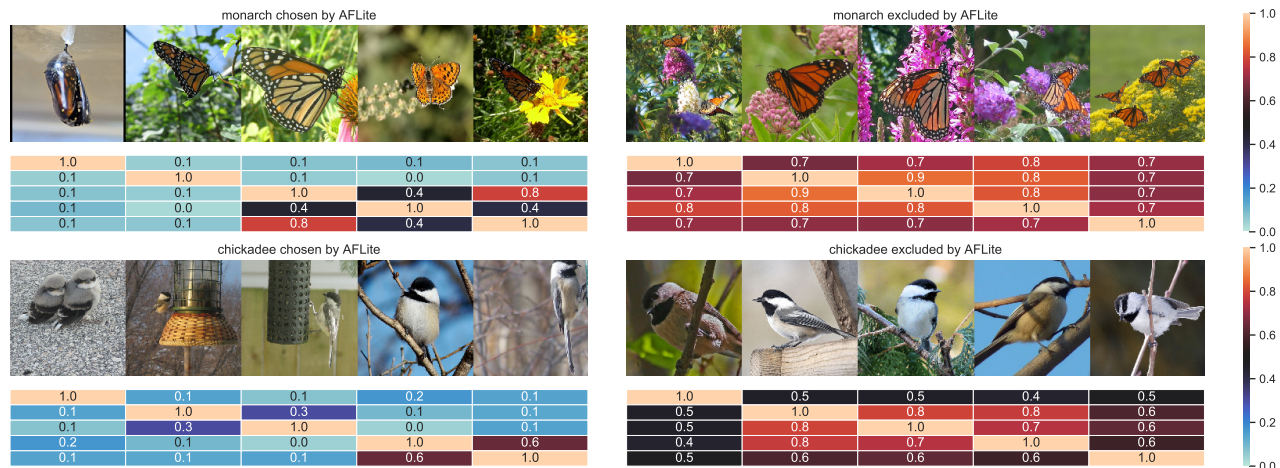 monarch chosen by AFLite
1.0 0.1 0.1 0.1 0.1
0.1 1.0 0.1 0.0 0.1
0.1 0.1 1.0 0.4 0.8
0.1 0.0 0.4 1.0 0.4
0.1 0.1 0.8 0.4 1.0
monarch excluded by AFLite
1.0 0.7 0.7 0.8 0.7
0.7 1.0 0.9 0.8 0.7
0.7 0.9 1.0 0.8 0.7
0.8 0.8 0.8 1.0 0.7
0.7 0.7 0.7 0.7 1.0
1.0
0.8
0.6
0.4
0.2
0.0
chickadee chosen by AFLite
1.0 0.1 0.1 0.2 0.1
0.1 1.0 0.3 0.1 0.1
0.1 0.3 1.0 0.0 0.1
0.2 0.1 0.0 1.0 0.6
0.1 0.1 0.1 0.6 1.0
chickadee excluded by AFLite
1.0 0.5 0.5 0.4 0.5
0.5 1.0 0.8 0.8 0.6
0.5 0.8 1.0 0.7 0.6
0.4 0.8 0.7 1.0 0.6
0.5 0.6 0.6 0.6 1.0
1.0
0.8
0.6
0.4
0.2
0.0